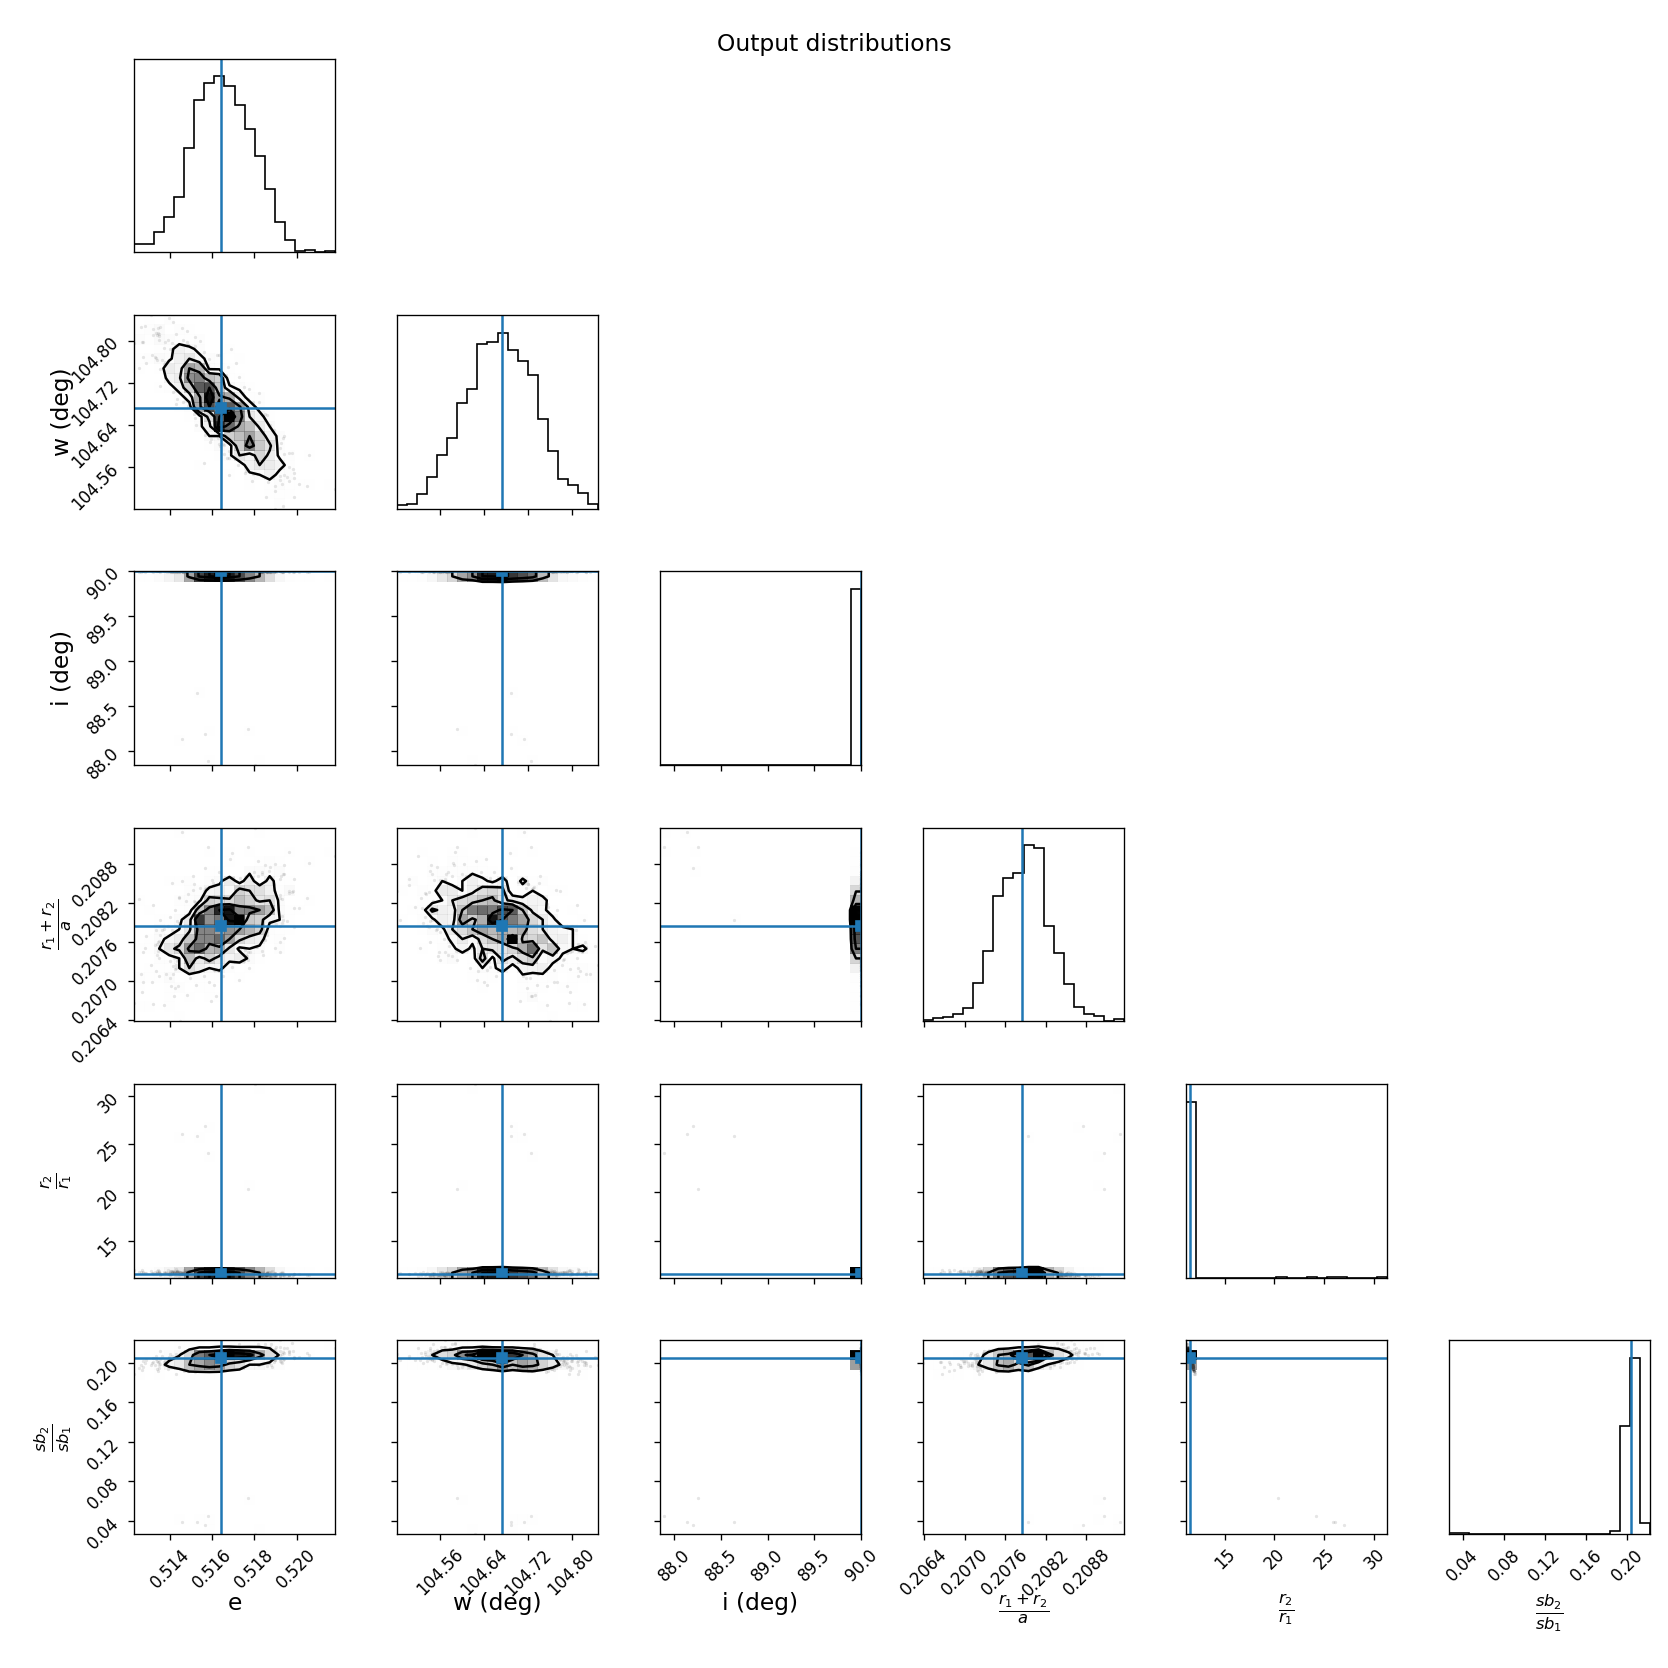 Output distributions
w (deg)
104.80
104.72
104.64
104.56
i (deg)
90.0
89.5
89.0
88.5
88.0
r₁ + r₂
a
0.2088
0.2082
0.2076
0.2070
0.2064
r₂
r₁
30
25
20
15
sb₂
sb₁
0.20
0.16
0.12
0.08
0.04
0.514 0.516 0.518 0.520
104.56 104.64 104.72 104.80
88.0 88.5 89.0 89.5 90.0
0.2064 0.2070 0.2076 0.2082 0.2088
15 20 25 30
0.04 0.08 0.12 0.16 0.20
e
w (deg)
i (deg)
r₁ + r₂
a
r₂
r₁
sb₂
sb₁